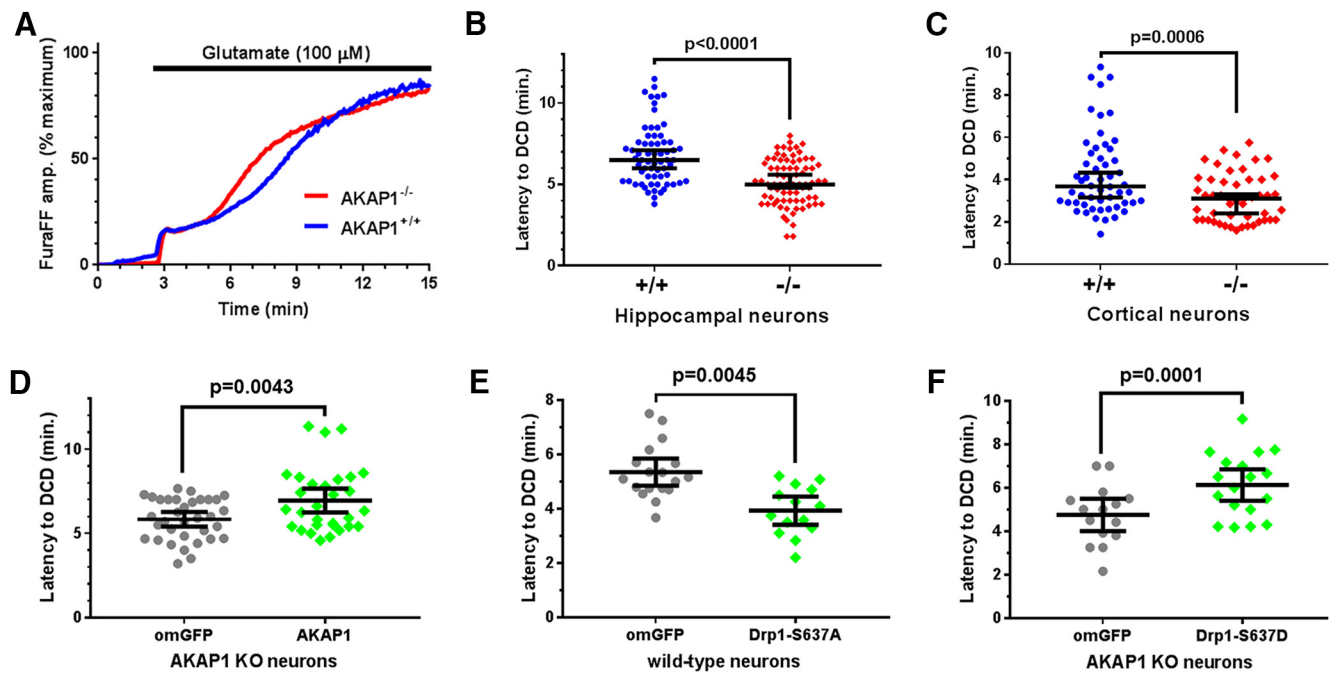 A
Glutamate (100 μM)
FuraFF amp. (% maximum)
100
50
0
AKAP1-/-
AKAP1+/+
0 3 6 9 12 15
Time (min)
B
p<0.0001
Latency to DCD (min.)
10
5
0
+/+ -/-
Hippocampal neurons
C
p=0.0006
Latency to DCD (min.)
10
8
6
4
2
0
+/+ -/-
Cortical neurons
D
p=0.0043
Latency to DCD (min.)
10
5
0
omGFP AKAP1
AKAP1 KO neurons
E
p=0.0045
Latency to DCD (min.)
8
6
4
2
0
omGFP Drp1-S637A
wild-type neurons
F
p=0.0001
Latency to DCD (min.)
10
8
6
4
2
0
omGFP Drp1-S637D
AKAP1 KO neurons